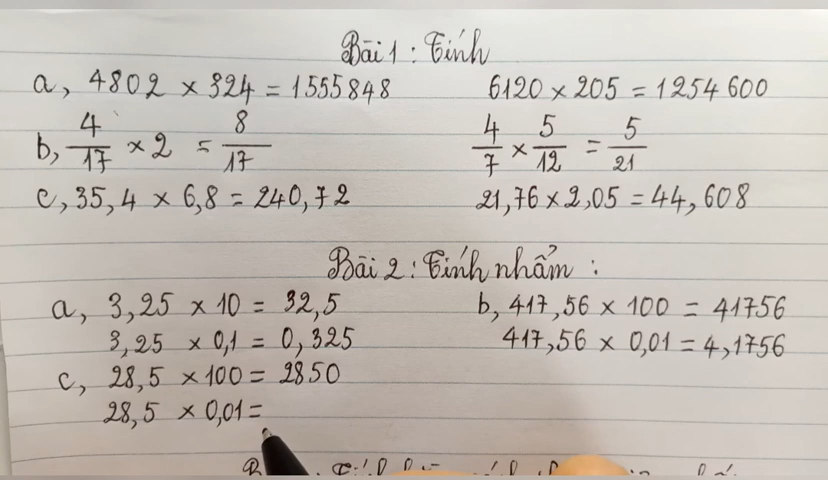 Bài 1 : Tính
a, 4802 × 324 = 1555848
6120 × 205 = 1254600
b, 4/17 × 2 = 8/17
4/7 × 5/12 = 5/21
c, 35,4 × 6,8 = 240,72
21,76 × 2,05 = 44,608
Bài 2 : Tính nhẩm :
a, 3,25 × 10 = 32,5
3,25 × 0,1 = 0,325
b, 417,56 × 100 = 41756
417,56 × 0,01 = 4,1756
c, 28,5 × 100 = 2850
28,5 × 0,01 =